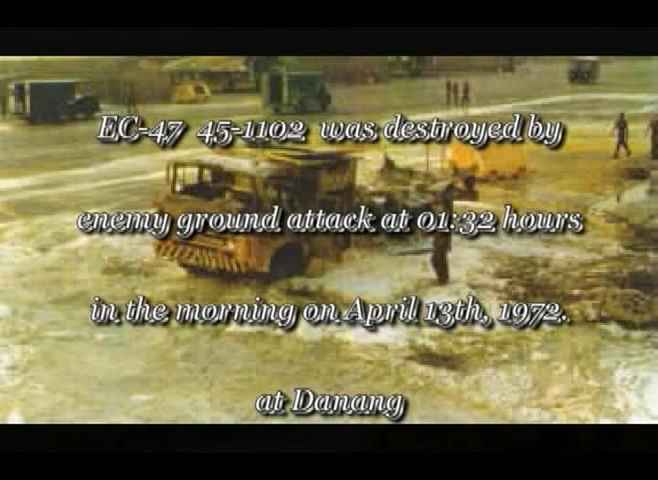 EC-47 45-1102 was destroyed by
enemy ground attack at 01:32 hours
in the morning on April 13th, 1972.
at Danang